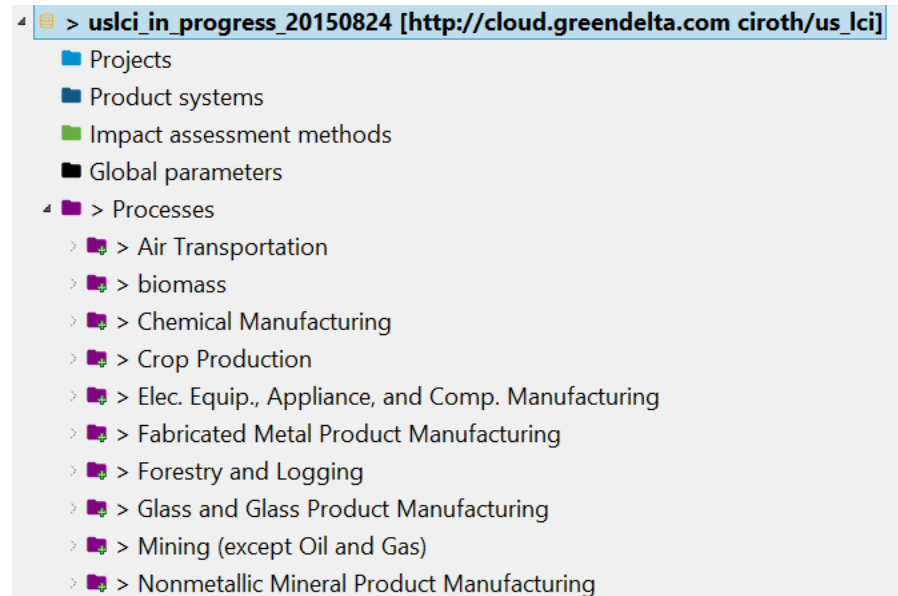 > uslci_in_progress_20150824 [http://cloud.greendelta.com ciroth/us_lci]
Projects
Product systems
Impact assessment methods
Global parameters
> Processes
> Air Transportation
> biomass
> Chemical Manufacturing
> Crop Production
> Elec. Equip., Appliance, and Comp. Manufacturing
> Fabricated Metal Product Manufacturing
> Forestry and Logging
> Glass and Glass Product Manufacturing
> Mining (except Oil and Gas)
> Nonmetallic Mineral Product Manufacturing